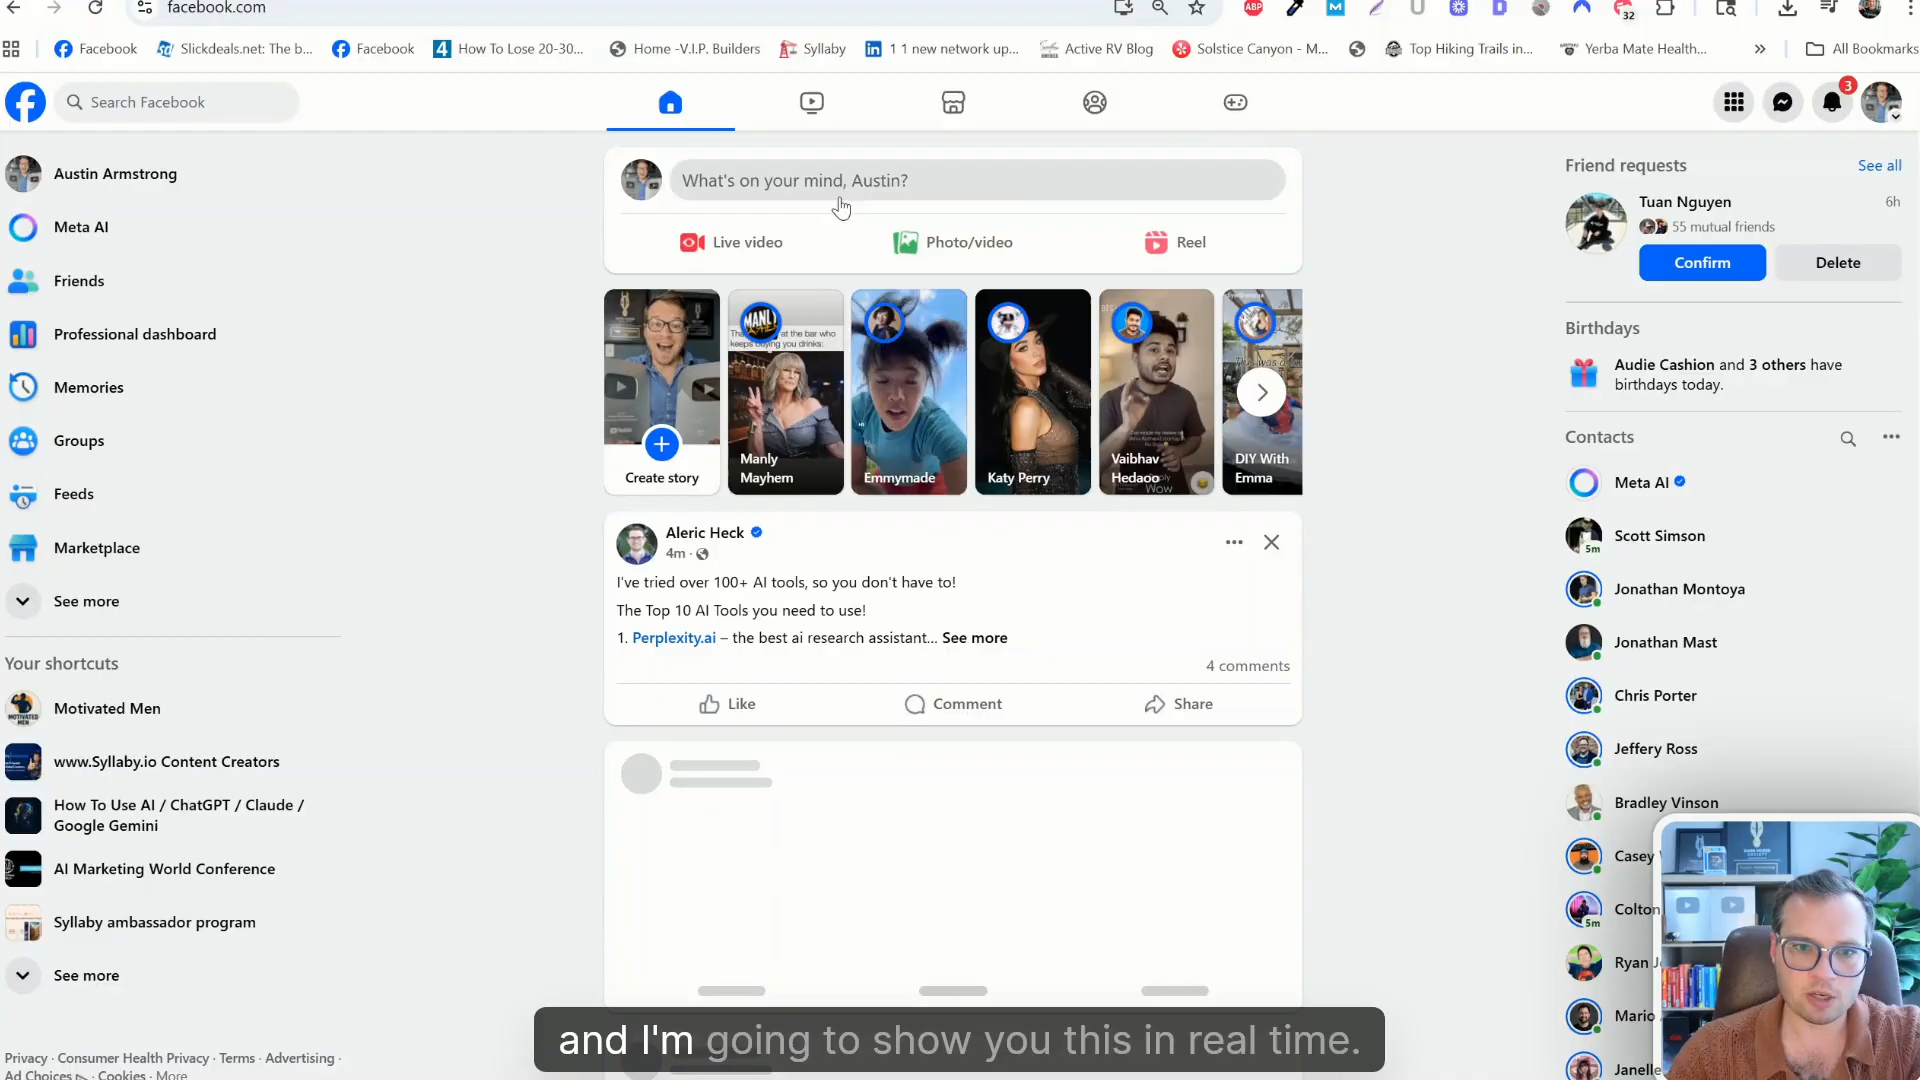 facebook.com
32
Facebook
Slickdeals.net: The b...
Facebook
How To Lose 20-30...
Home -V.I.P. Builders
Syllaby
1 1 new network up...
Active RV Blog
Solstice Canyon - M...
Top Hiking Trails in...
Yerba Mate Health...
All Bookmarks
Search Facebook
3
Austin Armstrong
Meta AI
Friends
Professional dashboard
Memories
Groups
Feeds
Marketplace
See more
Your shortcuts
Motivated Men
www.Syllaby.io Content Creators
How To Use AI / ChatGPT / Claude /
Google Gemini
AI Marketing World Conference
Syllaby ambassador program
See more
Privacy · Consumer Health Privacy · Terms · Advertising ·
Ad Choices · Cookies · More
What's on your mind, Austin?
Live video
Photo/video
Reel
Create story
MANLY
keeps buying you drinks:
Manly
Mayhem
Emmymade
Katy Perry
Vaibhav
Hedaoo
Wow
DIY With
Emma
Aleric Heck
4m ·
I've tried over 100+ AI tools, so you don't have to!
The Top 10 AI Tools you need to use!
1. Perplexity.ai – the best ai research assistant... See more
4 comments
Like
Comment
Share
Friend requests
See all
Tuan Nguyen
6h
55 mutual friends
Confirm
Delete
Birthdays
Audie Cashion and 3 others have
birthdays today.
Contacts
Meta AI
Scott Simson
5m
Jonathan Montoya
Jonathan Mast
Chris Porter
Jeffery Ross
Bradley Vinson
Casey
Colton
5m
Ryan
Mario
Janelle
and I'm going to show you this in real time.